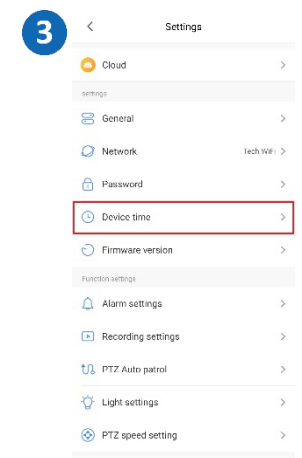 3
Settings
Cloud
settings
General
Network Tech WiFi
Password
Device time
Firmware version
Function settings
Alarm settings
Recording settings
PTZ Auto patrol
Light settings
PTZ speed setting